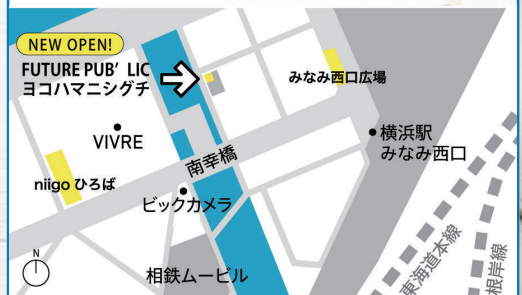 NEW OPEN!
FUTURE PUB' LIC
ヨコハマニシグチ
みなみ西口広場
VIVRE
横浜駅
みなみ西口
南幸橋
niigo ひろば
ビックカメラ
相鉄ムービル
東海道本線
根岸線
N